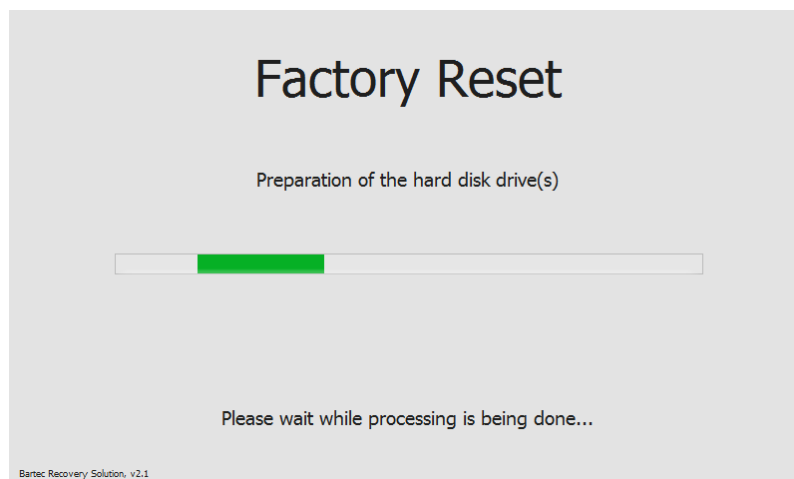 Factory Reset
Preparation of the hard disk drive(s)
Please wait while processing is being done...
Bartec Recovery Solution, v2.1